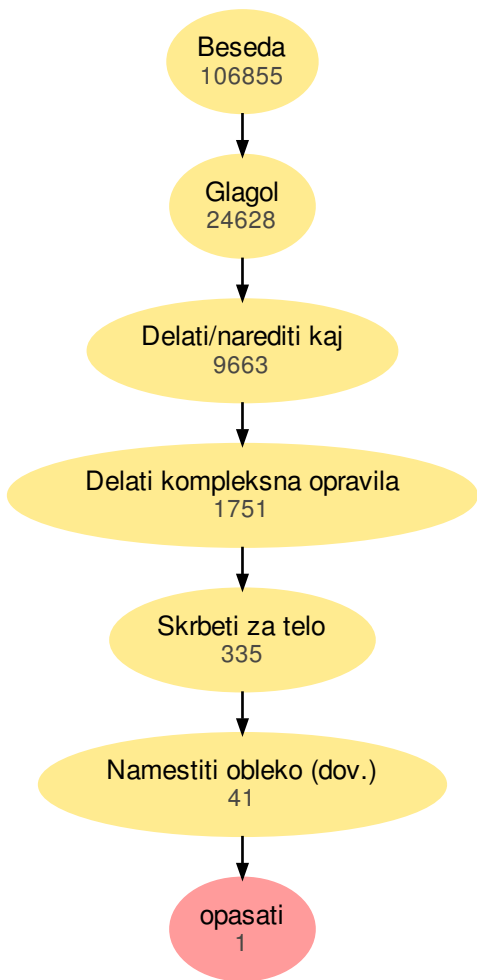 Beseda
106855
Glagol
24628
Delati/narediti kaj
9663
Delati kompleksna opravila
1751
Skrbeti za telo
335
Namestiti obleko (dov.)
41
opasati
1